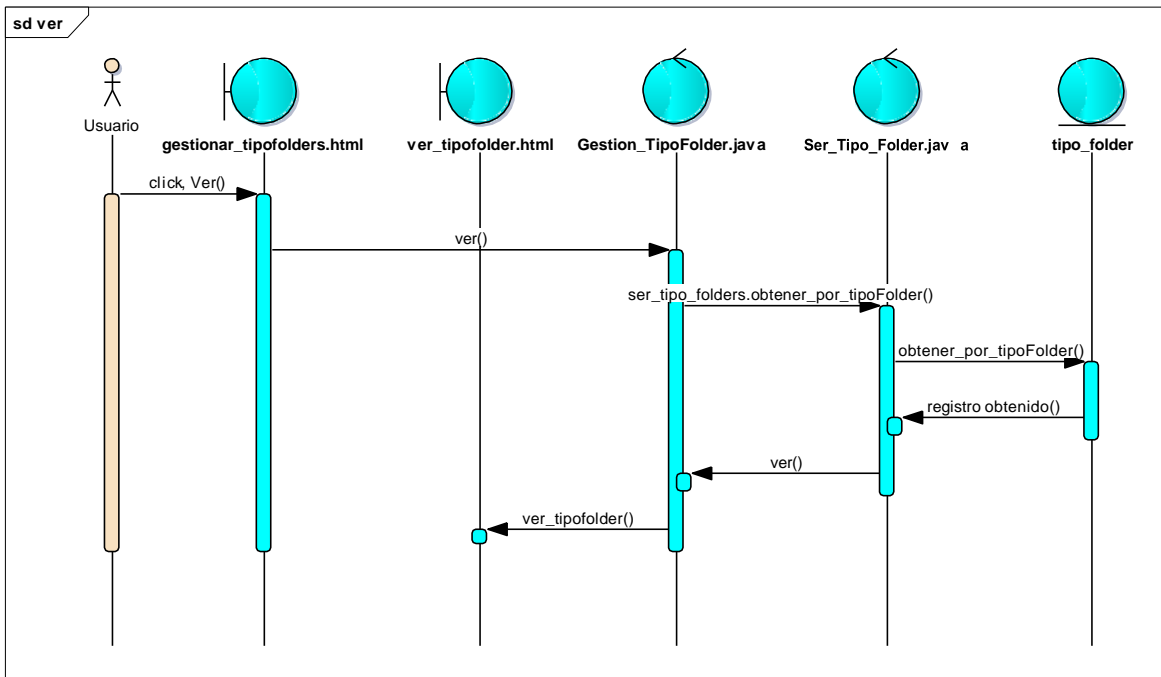 sd ver
Usuario
gestionar_tipofolders.html
ver_tipofolder.html
Gestion_TipoFolder.java
Ser_Tipo_Folder.jav a
tipo_folder
click, Ver()
ver()
ser_tipo_folders.obtener_por_tipoFolder()
obtener_por_tipoFolder()
registro obtenido()
ver()
ver_tipofolder()